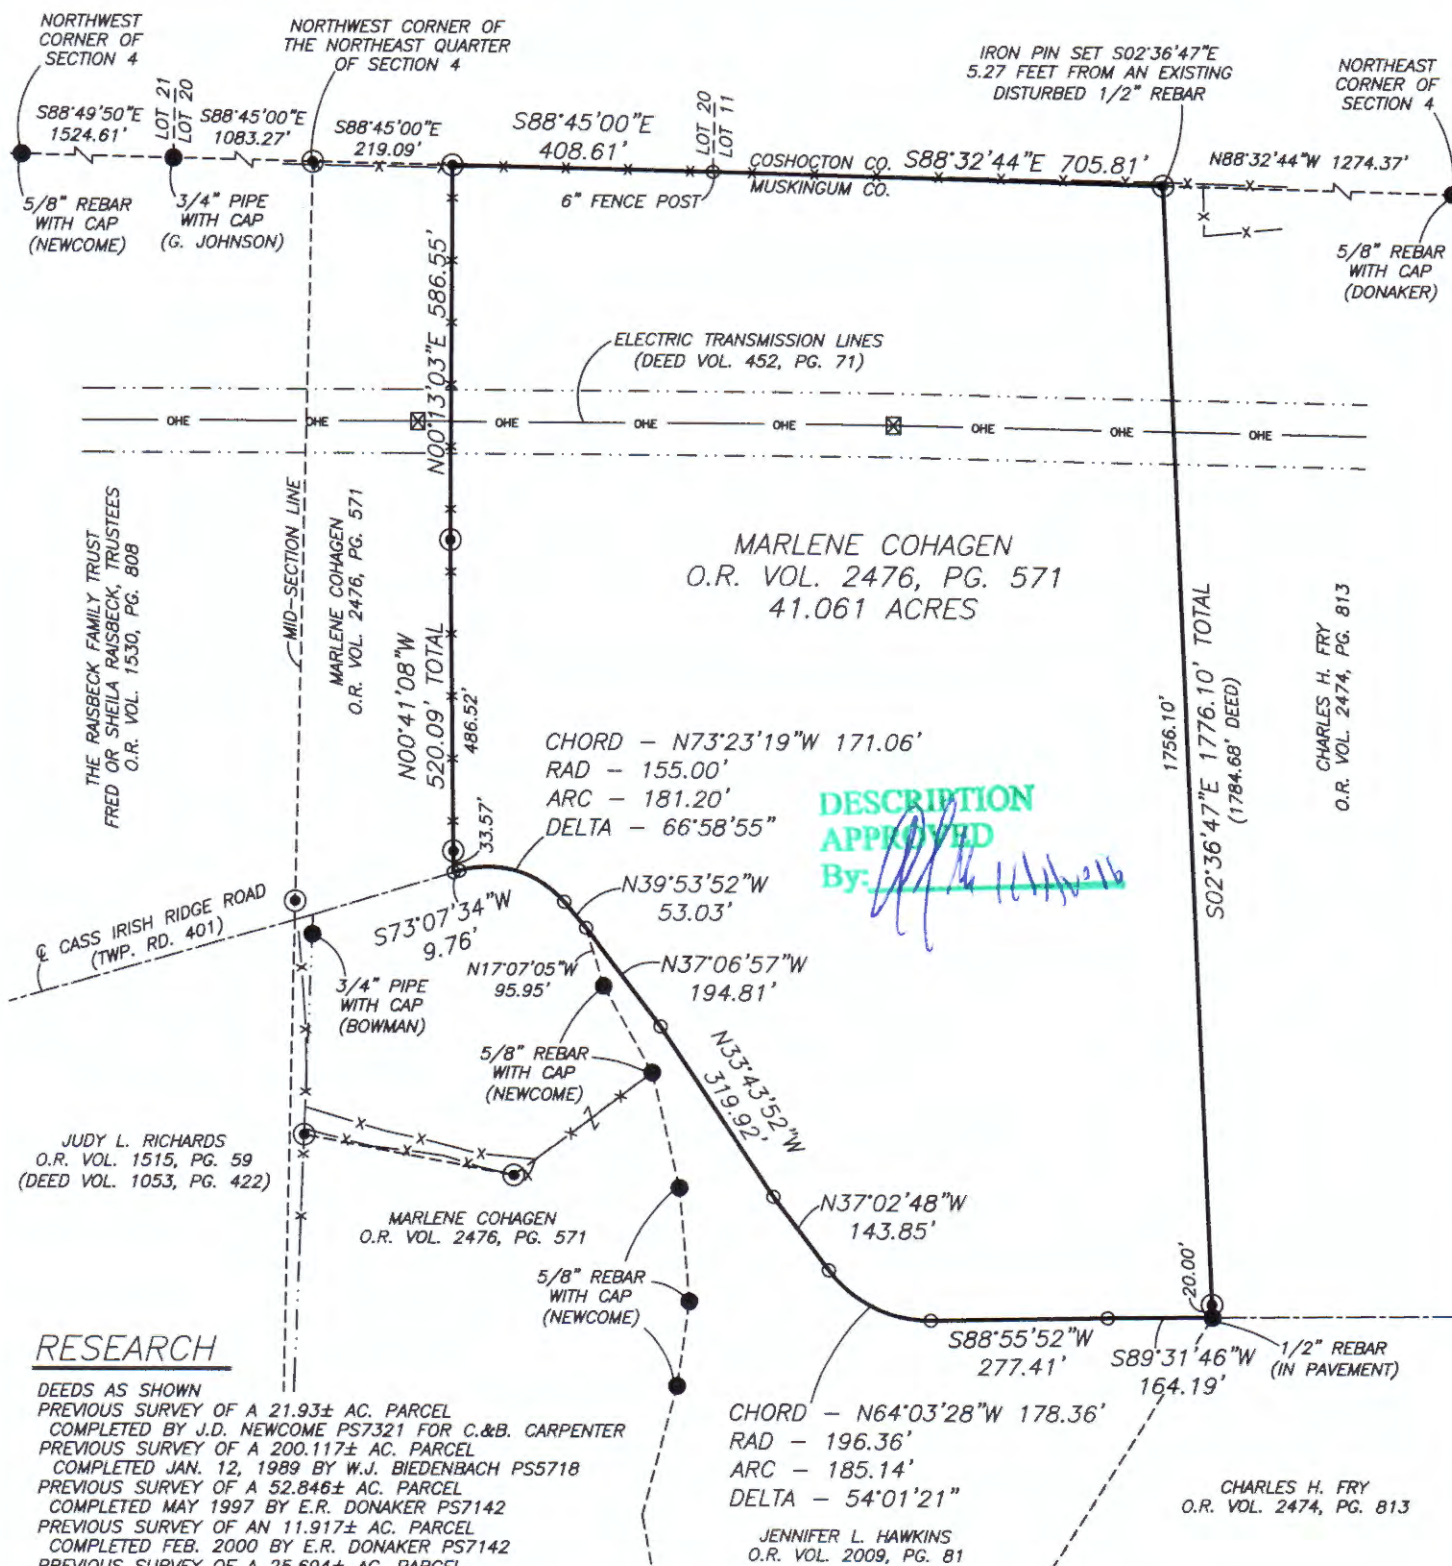 NORTHWEST
CORNER OF
SECTION 4
NORTHWEST CORNER OF
THE NORTHEAST QUARTER
OF SECTION 4
IRON PIN SET S02°36'47"E
5.27 FEET FROM AN EXISTING
DISTURBED 1/2" REBAR
NORTHEAST
CORNER OF
SECTION 4
S88°49'50"E
1524.61'
LOT 21
LOT 20
S88°45'00"E
1083.27'
S88°45'00"E
219.09'
S88°45'00"E
408.61'
LOT 20
LOT 11
COSHOCTON CO.
MUSKINGUM CO.
S88°32'44"E 705.81'
N88°32'44"W 1274.37'
5/8" REBAR
WITH CAP
(NEWCOME)
3/4" PIPE
WITH CAP
(G. JOHNSON)
6" FENCE POST
5/8" REBAR
WITH CAP
(DONAKER)
N00°13'03"E 586.55'
ELECTRIC TRANSMISSION LINES
(DEED VOL. 452, PG. 71)
OHE OHE OHE OHE OHE OHE OHE OHE
THE RAISBECK FAMILY TRUST
FRED OR SHEILA RAISBECK, TRUSTEES
O.R. VOL. 1530, PG. 808
MID-SECTION LINE
MARLENE COHAGEN
O.R. VOL. 2476, PG. 571
MARLENE COHAGEN
O.R. VOL. 2476, PG. 571
41.061 ACRES
N00°41'08"W
520.09' TOTAL
486.52'
33.57'
1756.10'
S02°36'47"E 1776.10' TOTAL
(1784.68' DEED)
CHARLES H. FRY
O.R. VOL. 2474, PG. 813
CHORD - N73°23'19"W 171.06'
RAD - 155.00'
ARC - 181.20'
DELTA - 66°58'55"
DESCRIPTION
APPROVED
By:
℄ CASS IRISH RIDGE ROAD
(TWP. RD. 401)
S73°07'34"W
9.76'
N39°53'52"W
53.03'
3/4" PIPE
WITH CAP
(BOWMAN)
N17°07'05"W
95.95'
N37°06'57"W
194.81'
5/8" REBAR
WITH CAP
(NEWCOME)
N33°43'52"W
319.92'
JUDY L. RICHARDS
O.R. VOL. 1515, PG. 59
(DEED VOL. 1053, PG. 422)
MARLENE COHAGEN
O.R. VOL. 2476, PG. 571
N37°02'48"W
143.85'
5/8" REBAR
WITH CAP
(NEWCOME)
20.00'
S88°55'52"W
277.41'
S89°31'46"W
164.19'
1/2" REBAR
(IN PAVEMENT)
CHORD - N64°03'28"W 178.36'
RAD - 196.36'
ARC - 185.14'
DELTA - 54°01'21"
JENNIFER L. HAWKINS
O.R. VOL. 2009, PG. 81
CHARLES H. FRY
O.R. VOL. 2474, PG. 813
RESEARCH
DEEDS AS SHOWN
PREVIOUS SURVEY OF A 21.93± AC. PARCEL
COMPLETED BY J.D. NEWCOME PS7321 FOR C.&B. CARPENTER
PREVIOUS SURVEY OF A 200.117± AC. PARCEL
COMPLETED JAN. 12, 1989 BY W.J. BIEDENBACH PS5718
PREVIOUS SURVEY OF A 52.846± AC. PARCEL
COMPLETED MAY 1997 BY E.R. DONAKER PS7142
PREVIOUS SURVEY OF AN 11.917± AC. PARCEL
COMPLETED FEB. 2000 BY E.R. DONAKER PS7142
PREVIOUS SURVEY OF A 25.604± AC. PARCEL